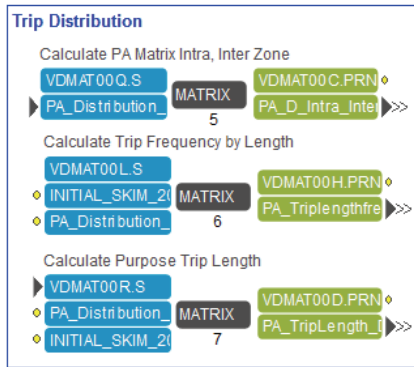 Trip Distribution
Calculate PA Matrix Intra, Inter Zone
VDMAT00Q.S
PA_Distribution_
MATRIX
5
VDMAT00C.PRN
PA_D_Intra_Inter
Calculate Trip Frequency by Length
VDMAT00L.S
INITIAL_SKIM_20
PA_Distribution_
MATRIX
6
VDMAT00H.PRN
PA_Triplengthfre
Calculate Purpose Trip Length
VDMAT00R.S
PA_Distribution_
INITIAL_SKIM_20
MATRIX
7
VDMAT00D.PRN
PA_TripLength_D